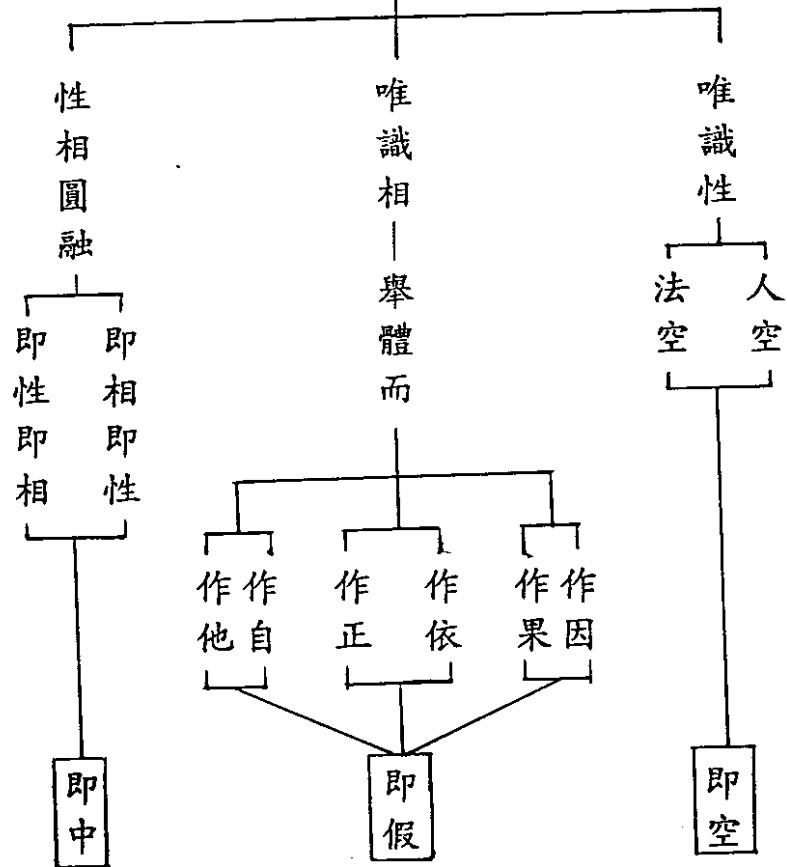 唯識性
人空
法空
即空
唯識相
舉體而
作因
作果
作依
作正
作自
作他
即假
性相圓融
即相即性
即性即相
即中